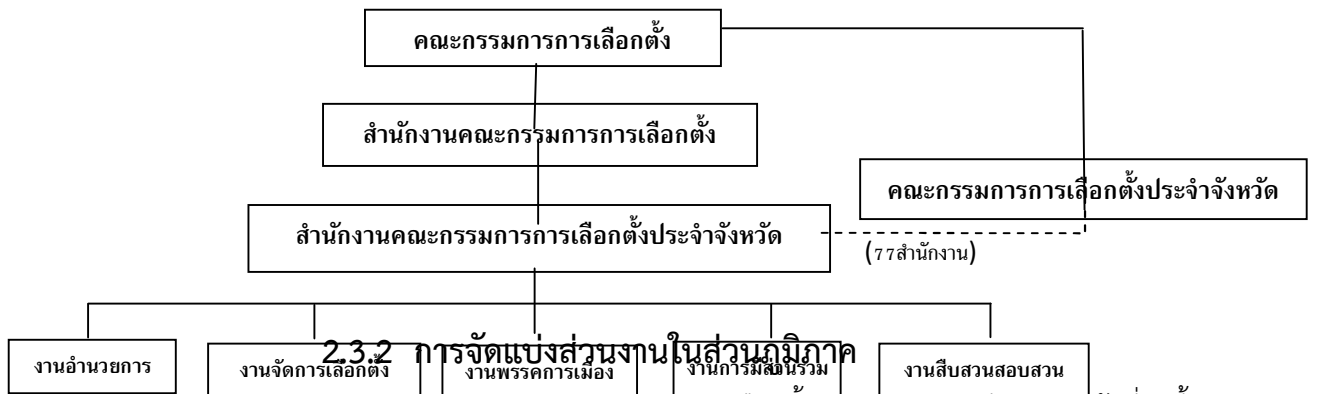 คณะกรรมการการเลือกตั้ง
สำนักงานคณะกรรมการการเลือกตั้ง
คณะกรรมการการเลือกตั้งประจำจังหวัด
สำนักงานคณะกรรมการการเลือกตั้งประจำจังหวัด
(77สำนักงาน)
2.3.2 การจัดแบ่งส่วนงานในส่วนภูมิภาค
งานอำนวยการ
งานจัดการเลือกตั้ง
งานพรรคการเมือง
งานการมีส่วนร่วม
งานสืบสวนสอบสวน